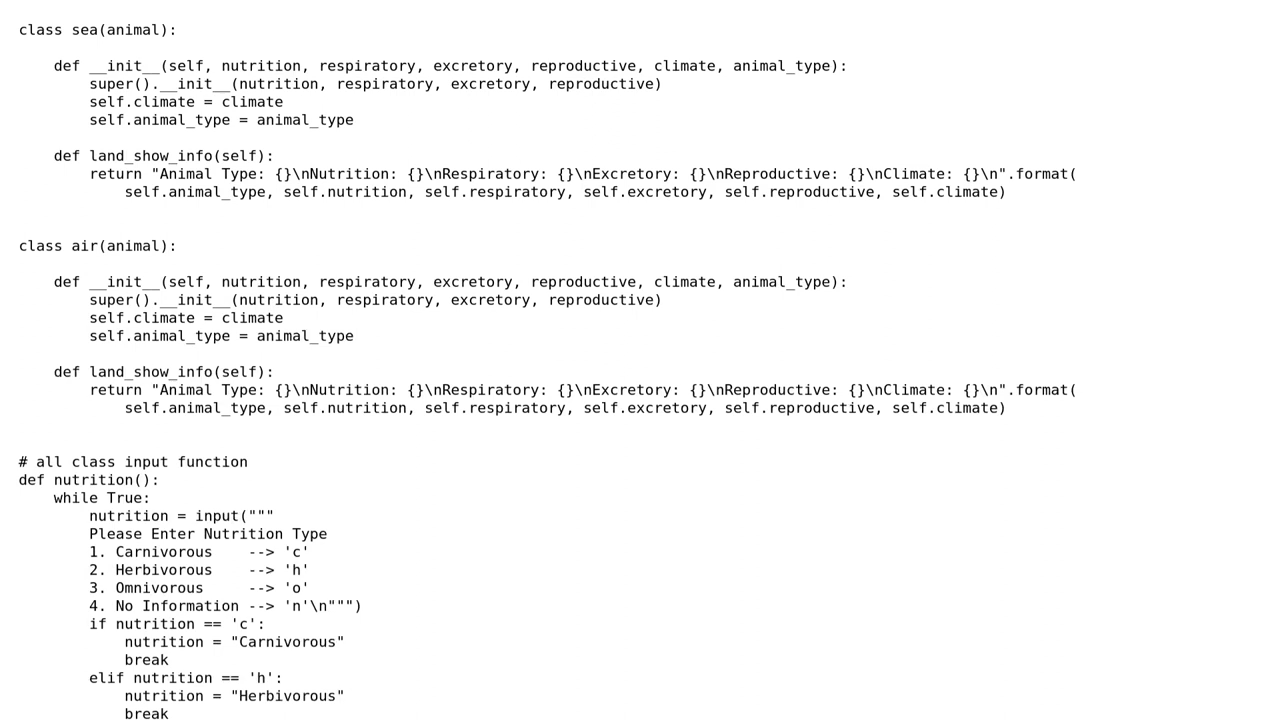 class sea(animal):

    def __init__(self, nutrition, respiratory, excretory, reproductive, climate, animal_type):
        super().__init__(nutrition, respiratory, excretory, reproductive)
        self.climate = climate
        self.animal_type = animal_type

    def land_show_info(self):
        return "Animal Type: {}\nNutrition: {}\nRespiratory: {}\nExcretory: {}\nReproductive: {}\nClimate: {}\n".format(
            self.animal_type, self.nutrition, self.respiratory, self.excretory, self.reproductive, self.climate)


class air(animal):

    def __init__(self, nutrition, respiratory, excretory, reproductive, climate, animal_type):
        super().__init__(nutrition, respiratory, excretory, reproductive)
        self.climate = climate
        self.animal_type = animal_type

    def land_show_info(self):
        return "Animal Type: {}\nNutrition: {}\nRespiratory: {}\nExcretory: {}\nReproductive: {}\nClimate: {}\n".format(
            self.animal_type, self.nutrition, self.respiratory, self.excretory, self.reproductive, self.climate)


# all class input function
def nutrition():
    while True:
        nutrition = input("""
        Please Enter Nutrition Type
        1. Carnivorous    --> 'c'
        2. Herbivorous    --> 'h'
        3. Omnivorous     --> 'o'
        4. No Information --> 'n'\n""")
        if nutrition == 'c':
            nutrition = "Carnivorous"
            break
        elif nutrition == 'h':
            nutrition = "Herbivorous"
            break